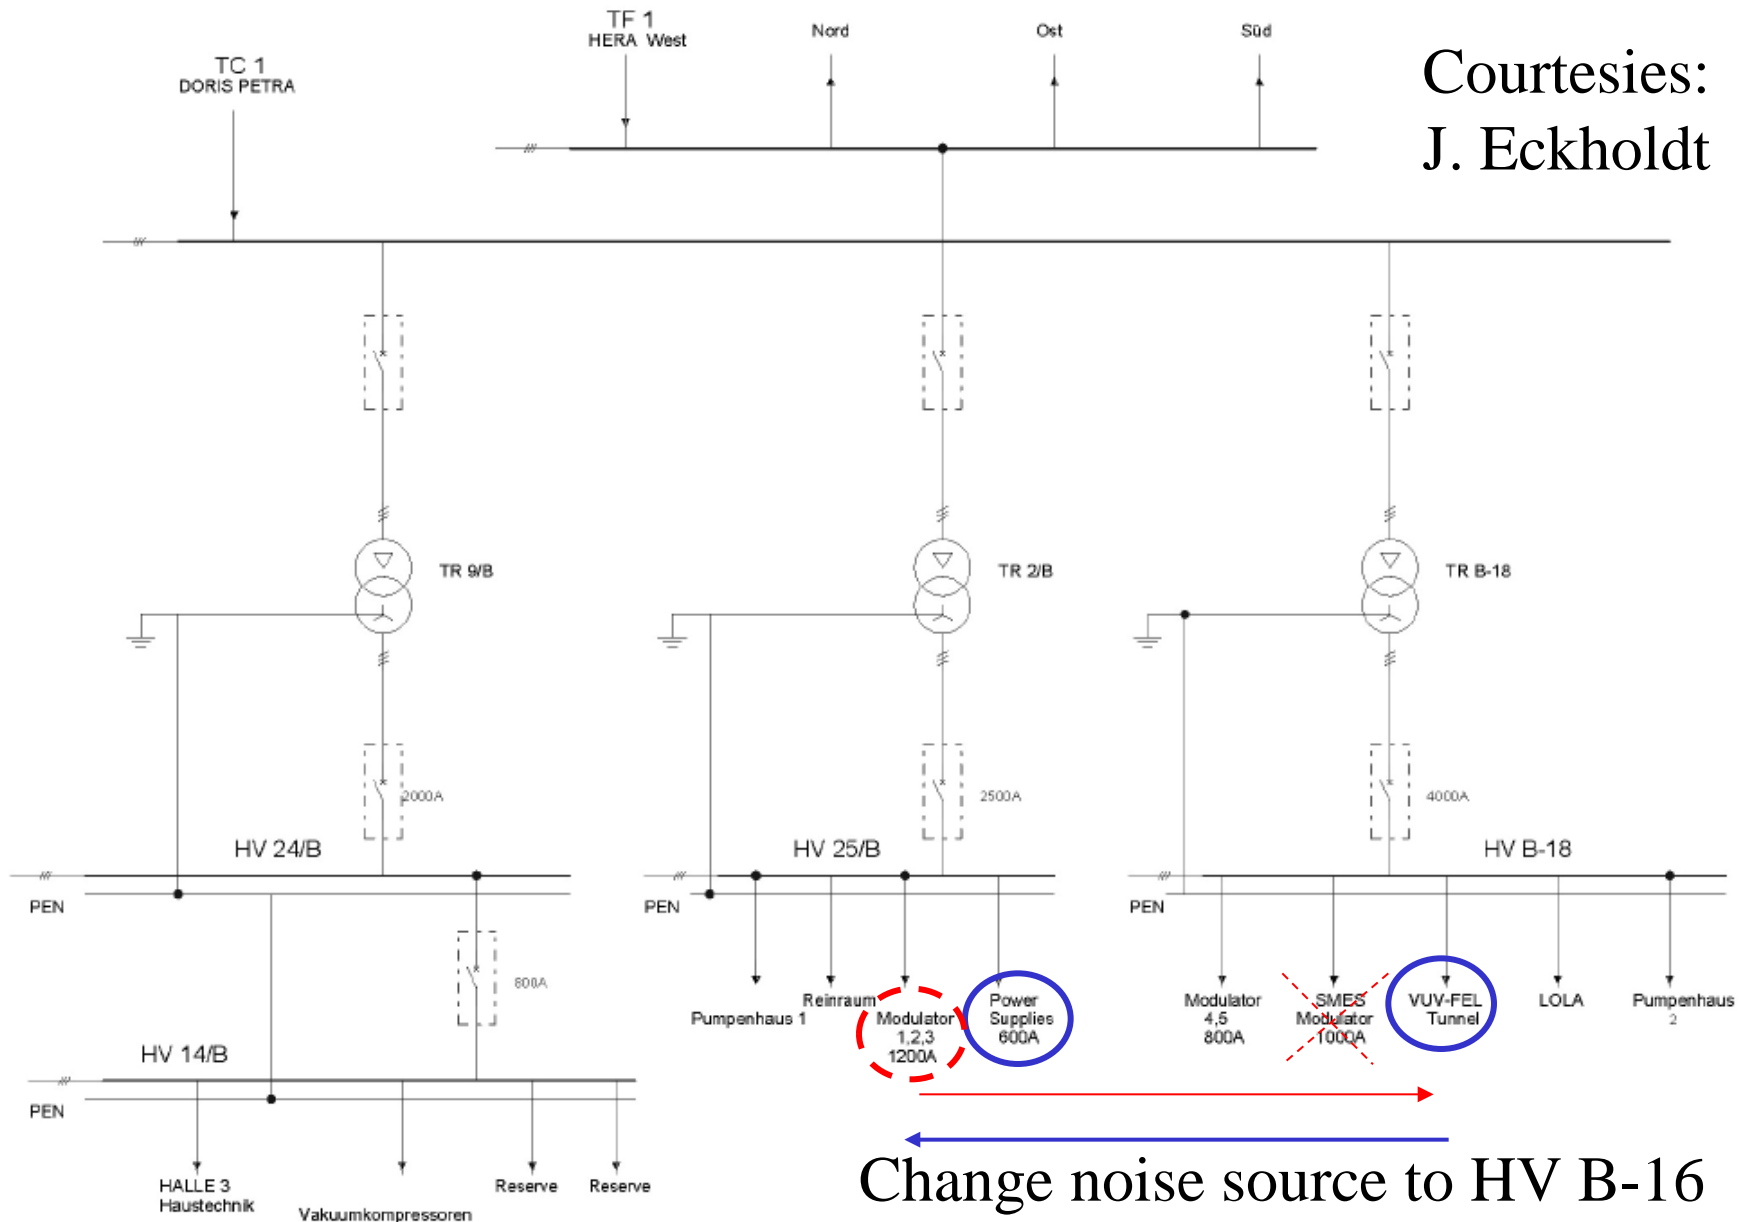 TF 1
HERA West
Nord
Ost
Süd
Courtesies:
J. Eckholdt
TC 1
DORIS PETRA
TR 9/B
TR 2/B
TR B-18
2000A
2500A
4000A
HV 24/B
HV 25/B
HV B-18
PEN
PEN
PEN
800A
Pumpenhaus 1
Reinraum
Modulator
1,2,3
1200A
Power
Supplies
600A
Modulator
4,5
800A
SMES
Modulator
1000A
VUV-FEL
Tunnel
LOLA
Pumpenhaus
2
HV 14/B
PEN
HALLE 3
Haustechnik
Vakuumkompressoren
Reserve
Reserve
Change noise source to HV B-16